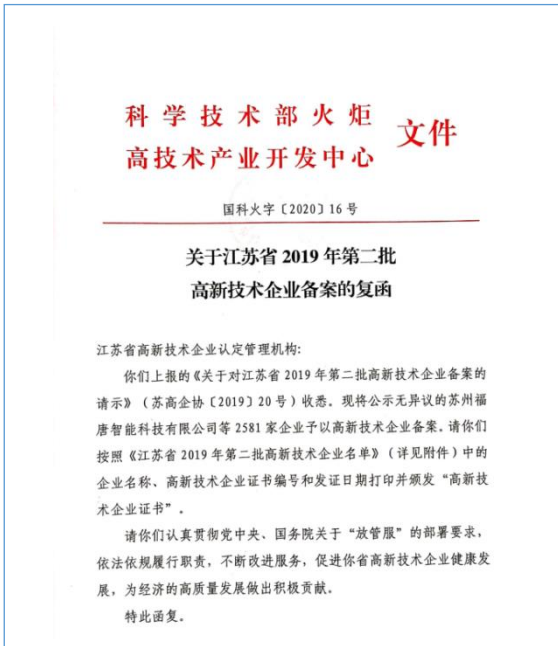 科学技术部火炬
高技术产业开发中心 文件
国科火字〔2020〕16号
关于江苏省2019年第二批
高新技术企业备案的复函
江苏省高新技术企业认定管理机构:
你们上报的《关于对江苏省2019年第二批高新技术企业备案的
请示》（苏高企协〔2019〕20号）收悉。现将公示无异议的苏州福
唐智能科技有限公司等2581家企业予以高新技术企业备案。请你们
按照《江苏省2019年第二批高新技术企业名单》（详见附件）中的
企业名称、高新技术企业证书编号和发证日期打印并颁发“高新技
术企业证书”。
请你们认真贯彻党中央、国务院关于“放管服”的部署要求，
依法依规履行职责，不断改进服务，促进你省高新技术企业健康发
展，为经济的高质量发展做出积极贡献。
特此函复。